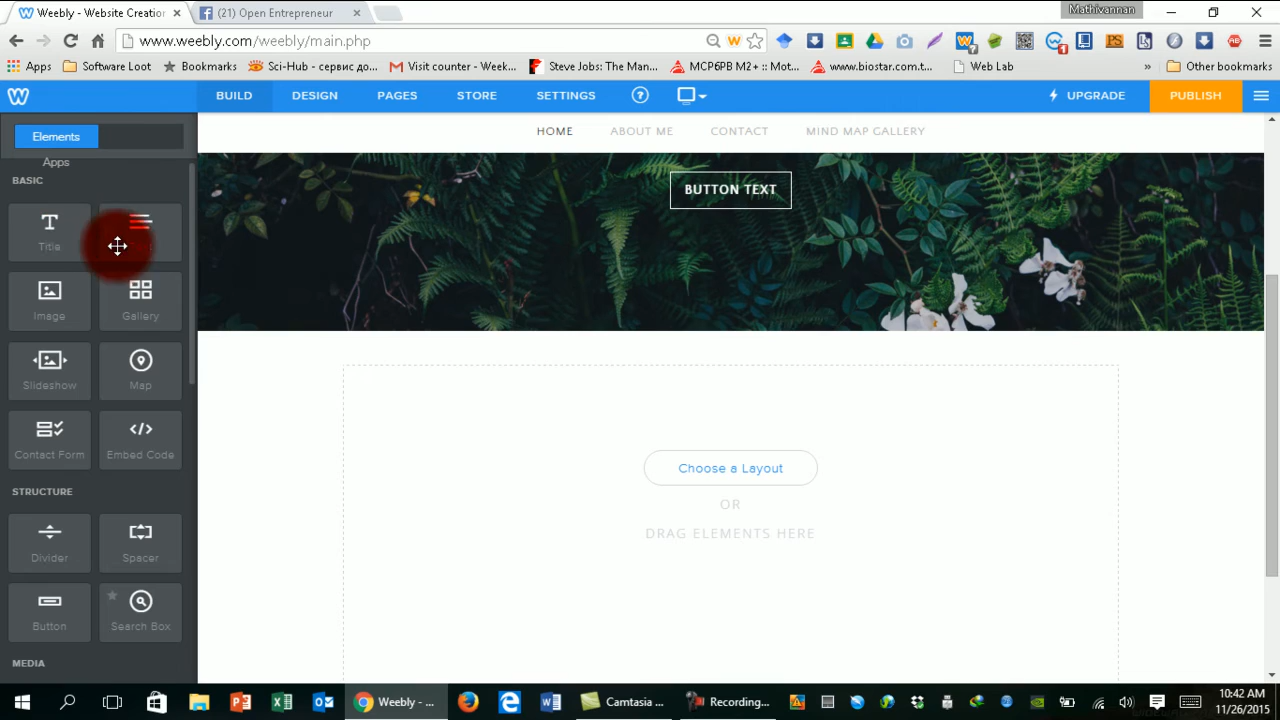 Mathivannan
Weebly - Website Creation
(21) Open Entrepreneur
www.weebly.com/weebly/main.php
Apps
Software Loot
Bookmarks
Sci-Hub - сервис до...
Visit counter - Week...
Steve Jobs: The Man...
MCP6PB M2+ :: Mot...
www.biostar.com.t...
Web Lab
»
Other bookmarks
BUILD
DESIGN
PAGES
STORE
SETTINGS
UPGRADE
PUBLISH
Elements
Apps
HOME
ABOUT ME
CONTACT
MIND MAP GALLERY
BUTTON TEXT
BASIC
Title
Image
Gallery
Slideshow
Map
Contact Form
Embed Code
STRUCTURE
Divider
Spacer
Button
Search Box
MEDIA
Choose a Layout
OR
DRAG ELEMENTS HERE
Weebly - ...
Camtasia ...
Recording...
10:42 AM
11/26/2015